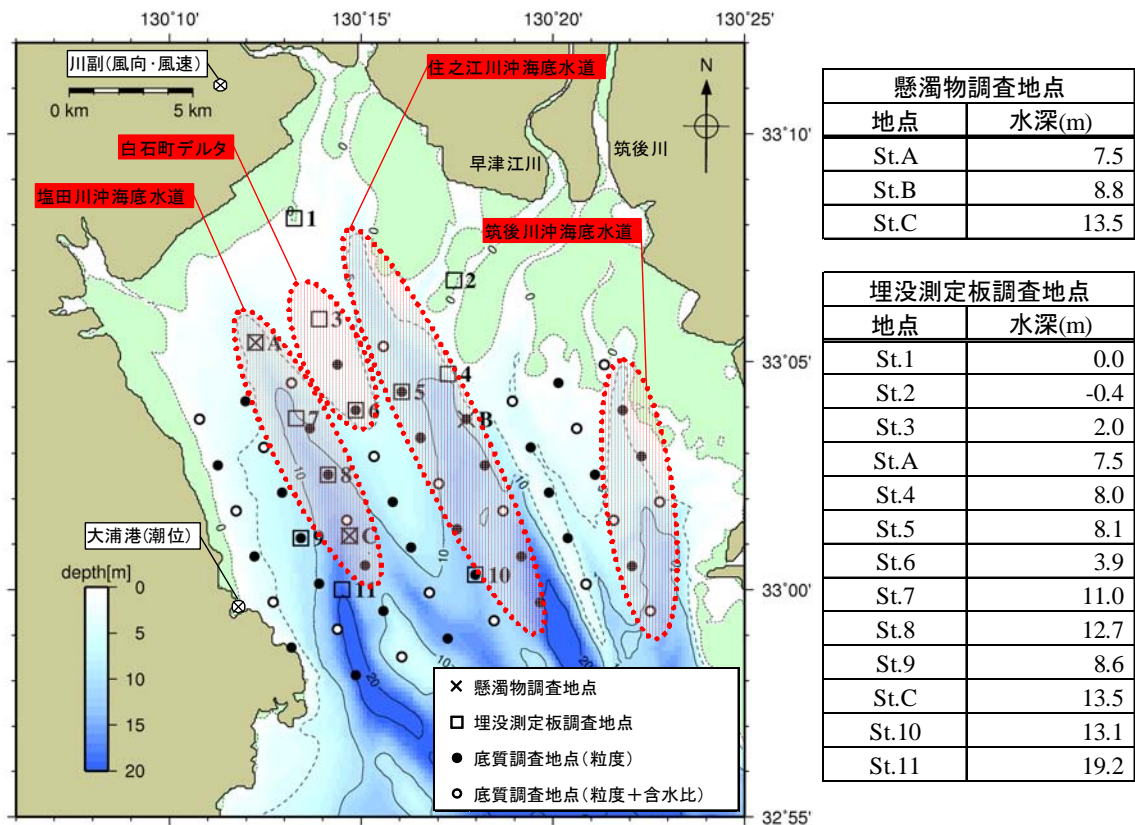 130˚10' 130˚15' 130˚20' 130˚25'
川副(風向・風速)
0 km 5 km
住之江川沖海底水道
N
33˚10'
白石町デルタ
早津江川
筑後川
塩田川沖海底水道
筑後川沖海底水道
0
1
0
2
0
3
A
33˚05'
4
5
6
7
B
8
10
10
C
9
大浦港(潮位)
10
10
11
33˚00'
depth[m]
0
5
10
15
20
20
10
20
× 懸濁物調査地点
□ 埋没測定板調査地点
● 底質調査地点(粒度)
○ 底質調査地点(粒度＋含水比)
32˚55'
懸濁物調査地点
地点 水深(m)
St.A 7.5
St.B 8.8
St.C 13.5
埋没測定板調査地点
地点 水深(m)
St.1 0.0
St.2 -0.4
St.3 2.0
St.A 7.5
St.4 8.0
St.5 8.1
St.6 3.9
St.7 11.0
St.8 12.7
St.9 8.6
St.C 13.5
St.10 13.1
St.11 19.2